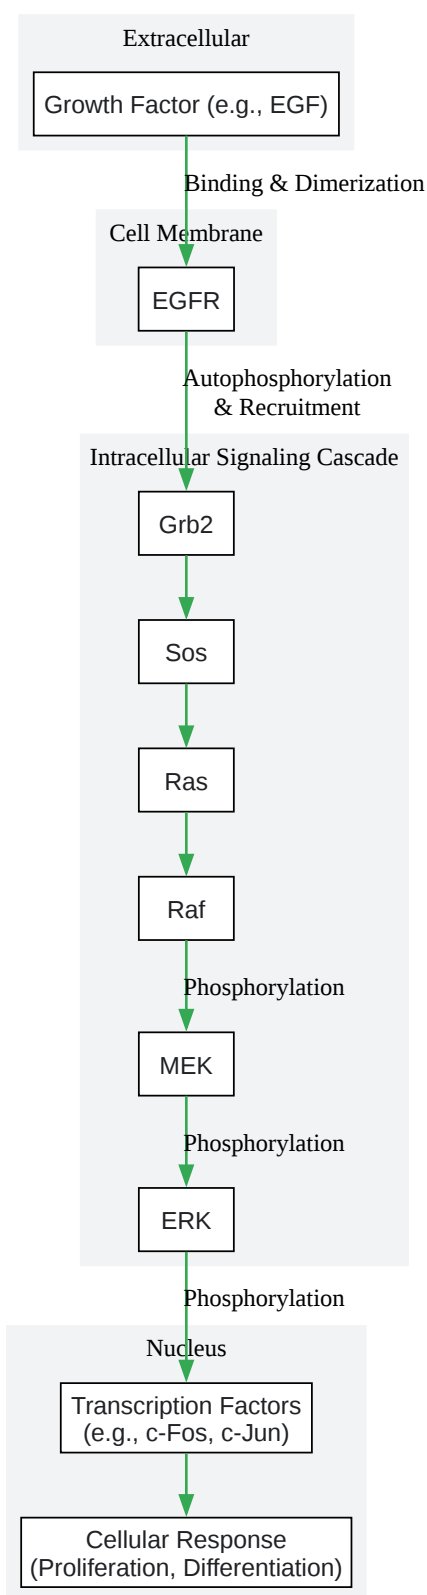 Extracellular
Growth Factor (e.g., EGF)
Binding & Dimerization
Cell Membrane
EGFR
Autophosphorylation
& Recruitment
Intracellular Signaling Cascade
Grb2
Sos
Ras
Raf
Phosphorylation
MEK
Phosphorylation
ERK
Phosphorylation
Nucleus
Transcription Factors
(e.g., c-Fos, c-Jun)
Cellular Response
(Proliferation, Differentiation)